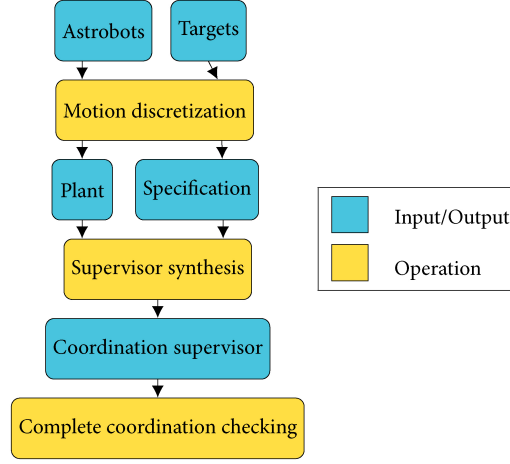 Astrobots
Targets
Motion discretization
Plant
Specification
Input/Output
Supervisor synthesis
Operation
Coordination supervisor
Complete coordination checking